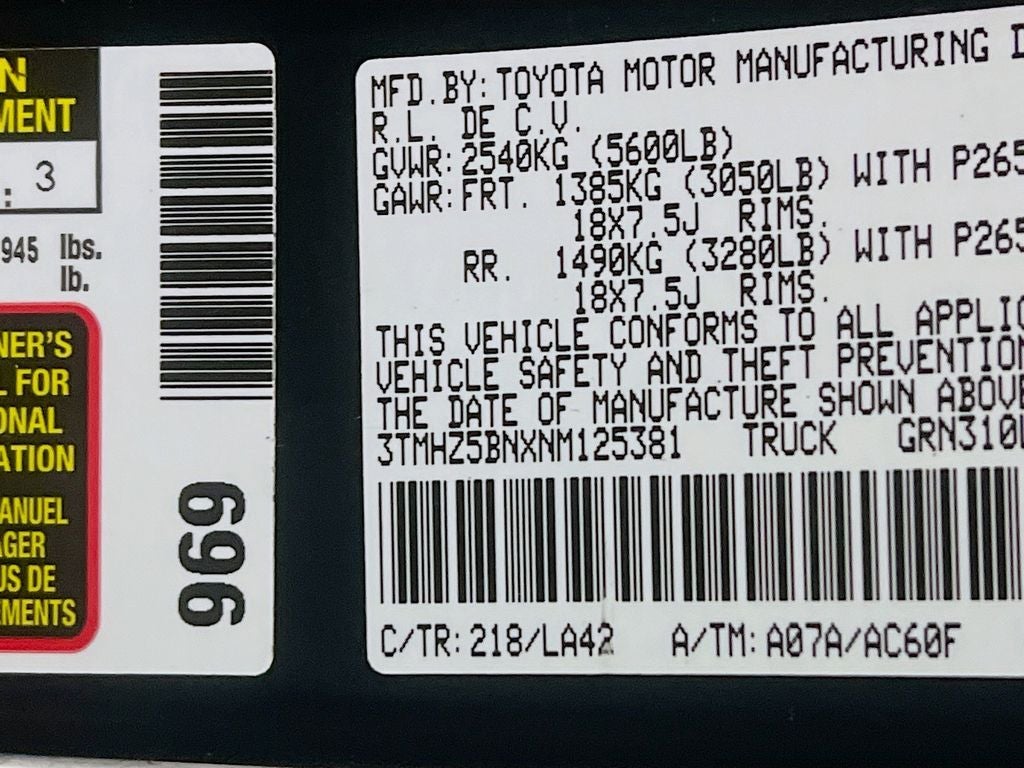 N
MENT
: 3
945 lbs.
lb.
NER'S
L FOR
ONAL
ATION
ANUEL
AGER
US DE
EMENTS
969
MFD.BY: TOYOTA MOTOR MANUFACTURING D
R.L. DE C.V.
GVWR: 2540KG (5600LB)
GAWR: FRT. 1385KG (3050LB) WITH P265
18X7.5J RIMS.
RR. 1490KG (3280LB) WITH P265
18X7.5J RIMS.
THIS VEHICLE CONFORMS TO ALL APPLIC
VEHICLE SAFETY AND THEFT PREVENTION
THE DATE OF MANUFACTURE SHOWN ABOVE
3TMHZ5BNXNM125381 TRUCK GRN310L
C/TR: 218/LA42 A/TM: A07A/AC60F